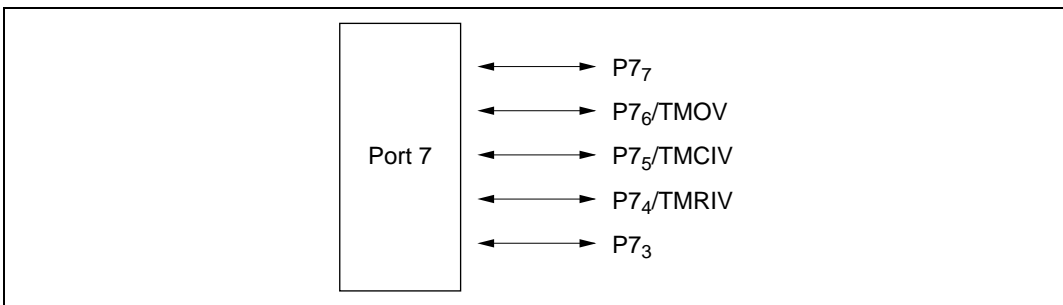 Port 7
P7₇
P7₆/TMOV
P7₅/TMCIV
P7₄/TMRIV
P7₃